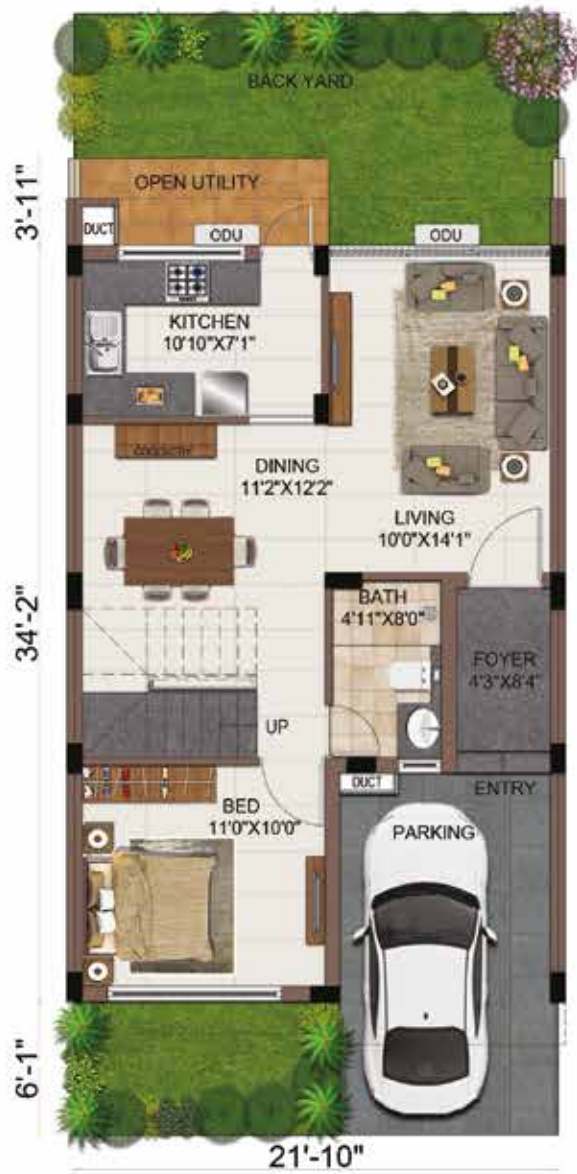 BACK YARD
3'-11"
OPEN UTILITY
DUCT
ODU
ODU
KITCHEN
10'10"X7'1"
DINING
11'2"X12'2"
LIVING
10'0"X14'1"
34'-2"
BATH
4'11"X8'0"
FOYER
4'3"X8'4"
UP
DUCT
ENTRY
BED
11'0"X10'0"
PARKING
6'-1"
21'-10"